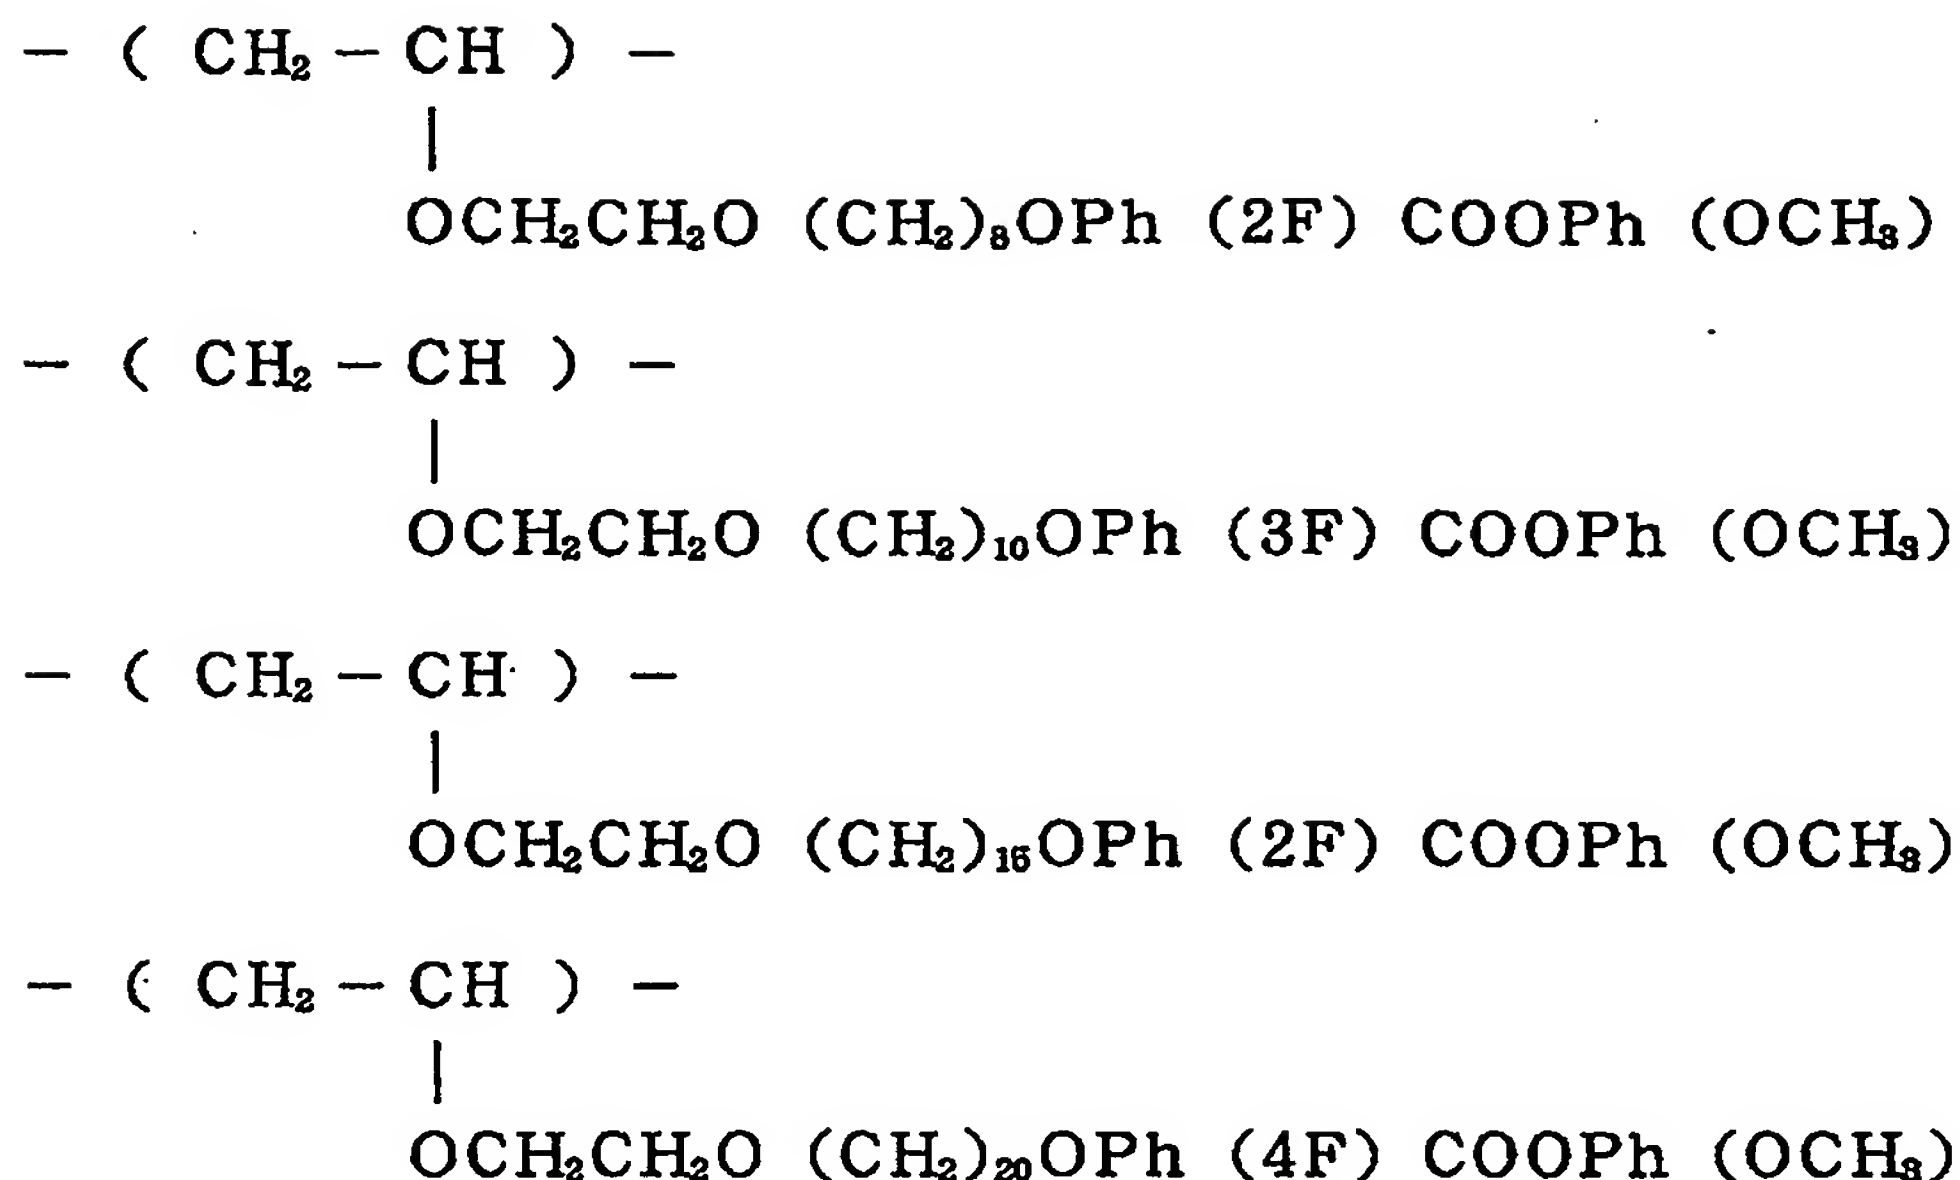 — ( CH₂ — CH ) —
|
OCH₂CH₂O (CH₂)₈OPh (2F) COOPh (OCH₃)
— ( CH₂ — CH ) —
|
OCH₂CH₂O (CH₂)₁₀OPh (3F) COOPh (OCH₃)
— ( CH₂ — CH ) —
|
OCH₂CH₂O (CH₂)₁₅OPh (2F) COOPh (OCH₃)
— ( CH₂ — CH ) —
|
OCH₂CH₂O (CH₂)₂₀OPh (4F) COOPh (OCH₃)